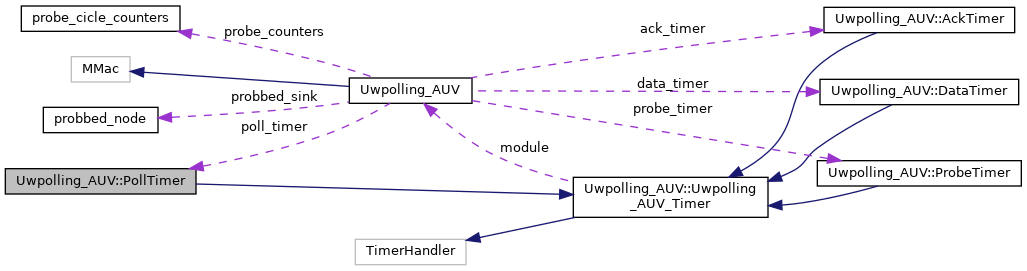 probe_cicle_counters
Uwpolling_AUV::AckTimer
ack_timer
probe_counters
MMac
Uwpolling_AUV
data_timer
Uwpolling_AUV::DataTimer
probbed_sink
probe_timer
probbed_node
poll_timer
module
Uwpolling_AUV::PollTimer
Uwpolling_AUV::ProbeTimer
Uwpolling_AUV::Uwpolling
_AUV_Timer
TimerHandler